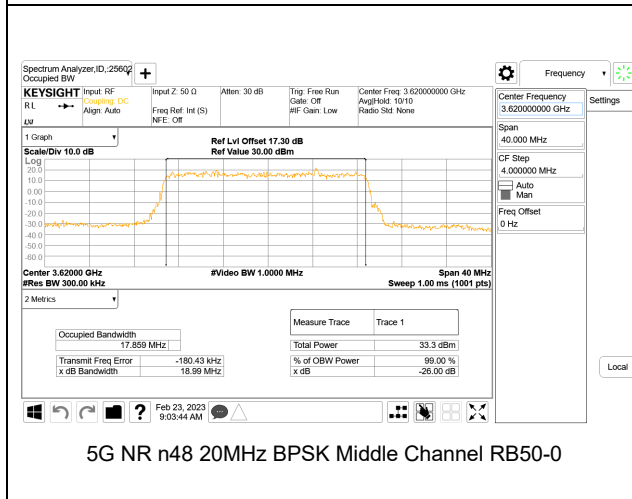 Spectrum Analyzer,ID,:25602
Occupied BW
+
Frequency
KEYSIGHT Input: RF Input Z: 50 Ω Atten: 30 dB Trig: Free Run Center Freq: 3.620000000 GHz
RL Coupling: DC Gate: Off Avg|Hold: 10/10
Align: Auto Freq Ref: Int (S) #IF Gain: Low Radio Std: None
NFE: Off
Center Frequency
3.620000000 GHz
Settings
Span
40.000 MHz
CF Step
4.000000 MHz
Auto
Man
Freq Offset
0 Hz
Local
1 Graph
Ref Lvl Offset 17.30 dB
Scale/Div 10.0 dB Ref Value 30.00 dBm
Log
20.0
10.0
0.00
-10.0
-20.0
-30.0
-40.0
-50.0
-60.0
Center 3.62000 GHz #Video BW 1.0000 MHz Span 40 MHz
#Res BW 300.00 kHz Sweep 1.00 ms (1001 pts)
2 Metrics
Measure Trace Trace 1
Occupied Bandwidth
17.859 MHz Total Power 33.3 dBm
Transmit Freq Error -180.43 kHz % of OBW Power 99.00 %
x dB Bandwidth 18.99 MHz x dB -26.00 dB
? Feb 23, 2023
9:03:44 AM
5G NR n48 20MHz BPSK Middle Channel RB50-0